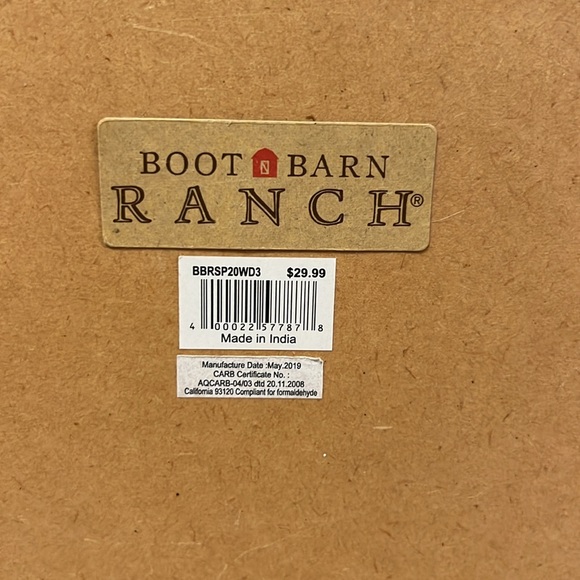 BOOT BARN
RANCH®
BBRSP20WD3 $29.99
4 00022 57787 8
Made in India
Manufacture Date :May.2019
CARB Certificate No. :
AQCARB-04/03 dtd 20.11.2008
California 93120 Compliant for formaldehyde